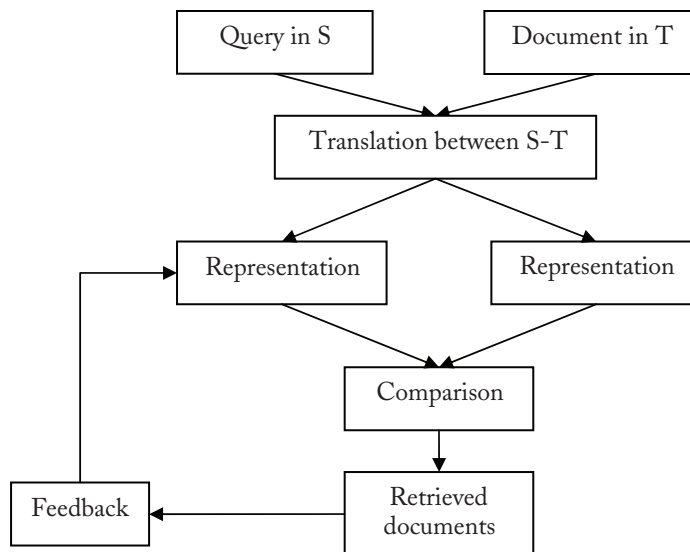 Query in S
Document in T
Translation between S-T
Representation
Representation
Comparison
Feedback
Retrieved
documents